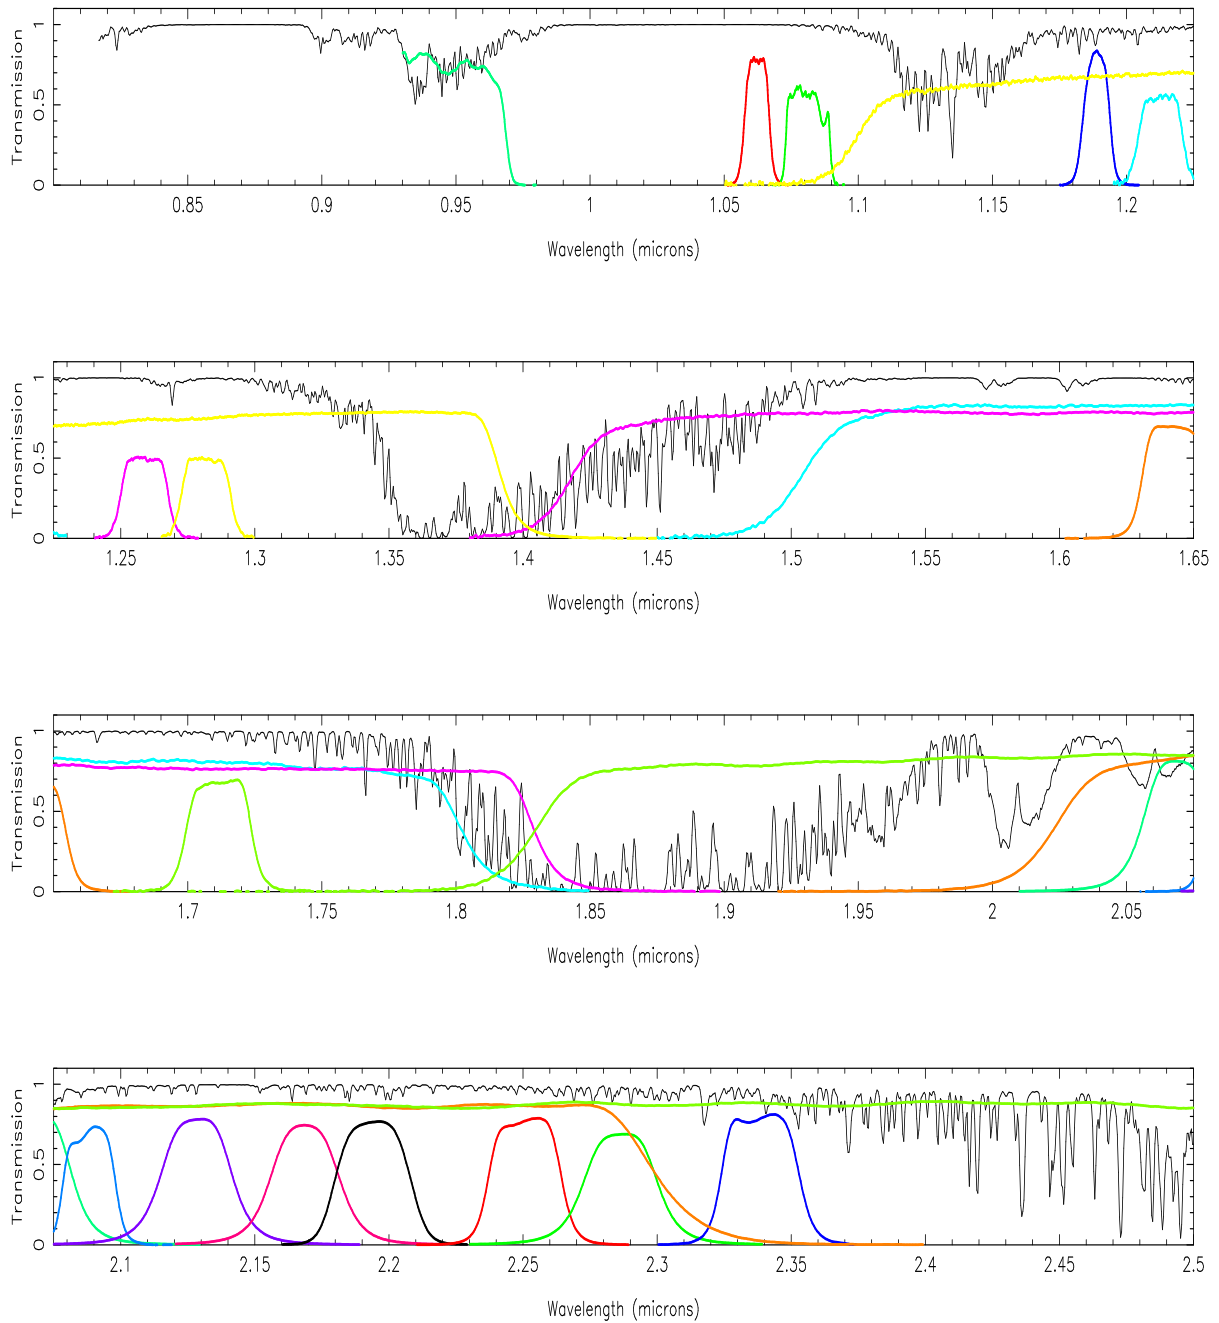 Transmission
0 0.5 1
0.85 0.9 0.95 1 1.05 1.1 1.15 1.2
Wavelength (microns)
Transmission
0 0.5 1
1.25 1.3 1.35 1.4 1.45 1.5 1.55 1.6 1.65
Wavelength (microns)
Transmission
0 0.5 1
1.7 1.75 1.8 1.85 1.9 1.95 2 2.05
Wavelength (microns)
Transmission
0 0.5 1
2.1 2.15 2.2 2.25 2.3 2.35 2.4 2.45 2.5
Wavelength (microns)